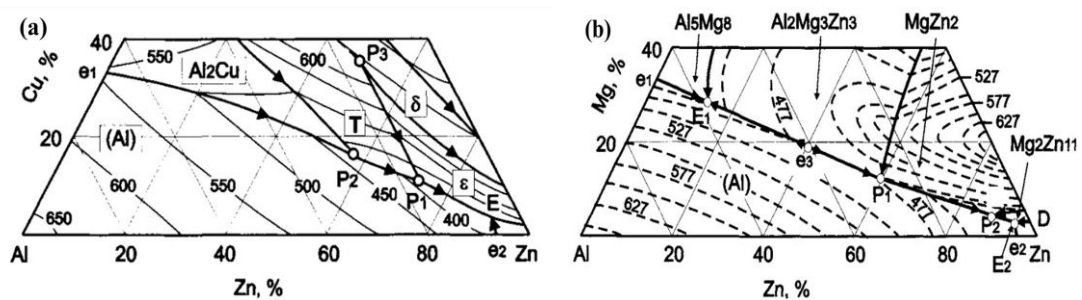 (a)
40
550
e1
Al2Cu
600
P3
δ
Cu, %
20
(Al)
T
600
550
500
P2
450
P1
ε
E
400
650
Al
20
40
60
80
e2
Zn
Zn, %
(b)
Al5Mg8
Al2Mg3Zn3
MgZn2
40
e1
Mg, %
E1
477
527
577
627
527
20
e3
Mg2Zn11
577
(Al)
P1
627
477
P2
D
Al
20
40
60
80
e2
Zn
E2
Zn, %